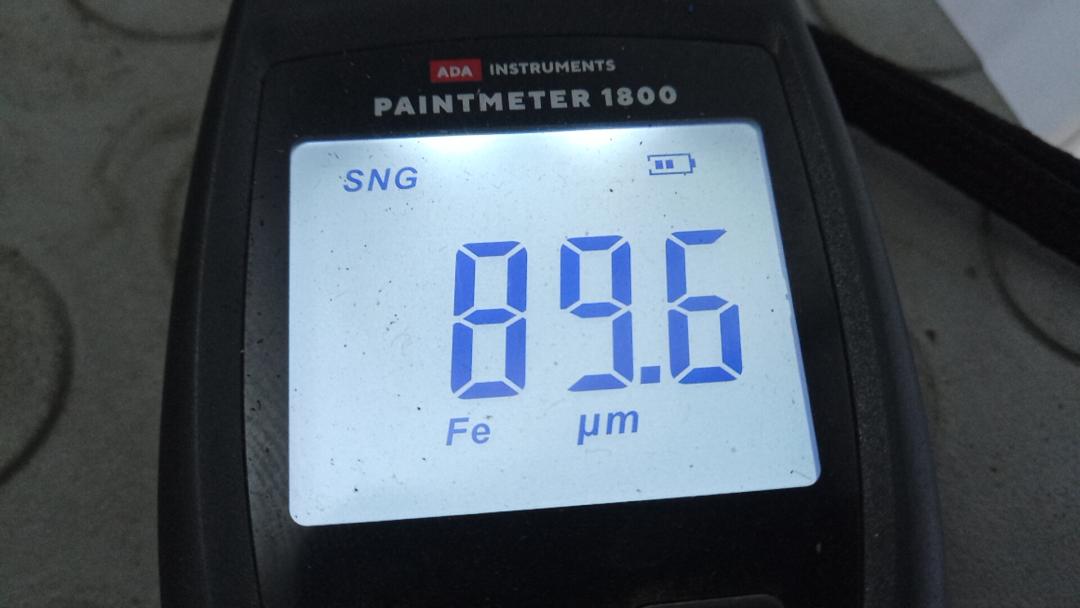 ADA INSTRUMENTS
PAINTMETER 1800
SNG
89.6
Fe µm